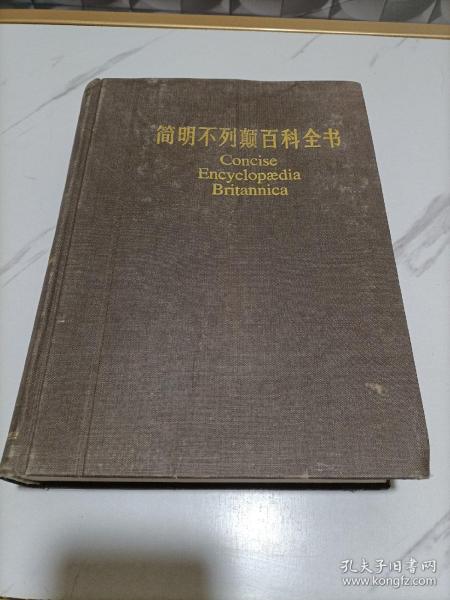 简明不列颠百科全书
Concise
Encyclopædia
Britannica
孔夫子旧书网
www.kongfz.com